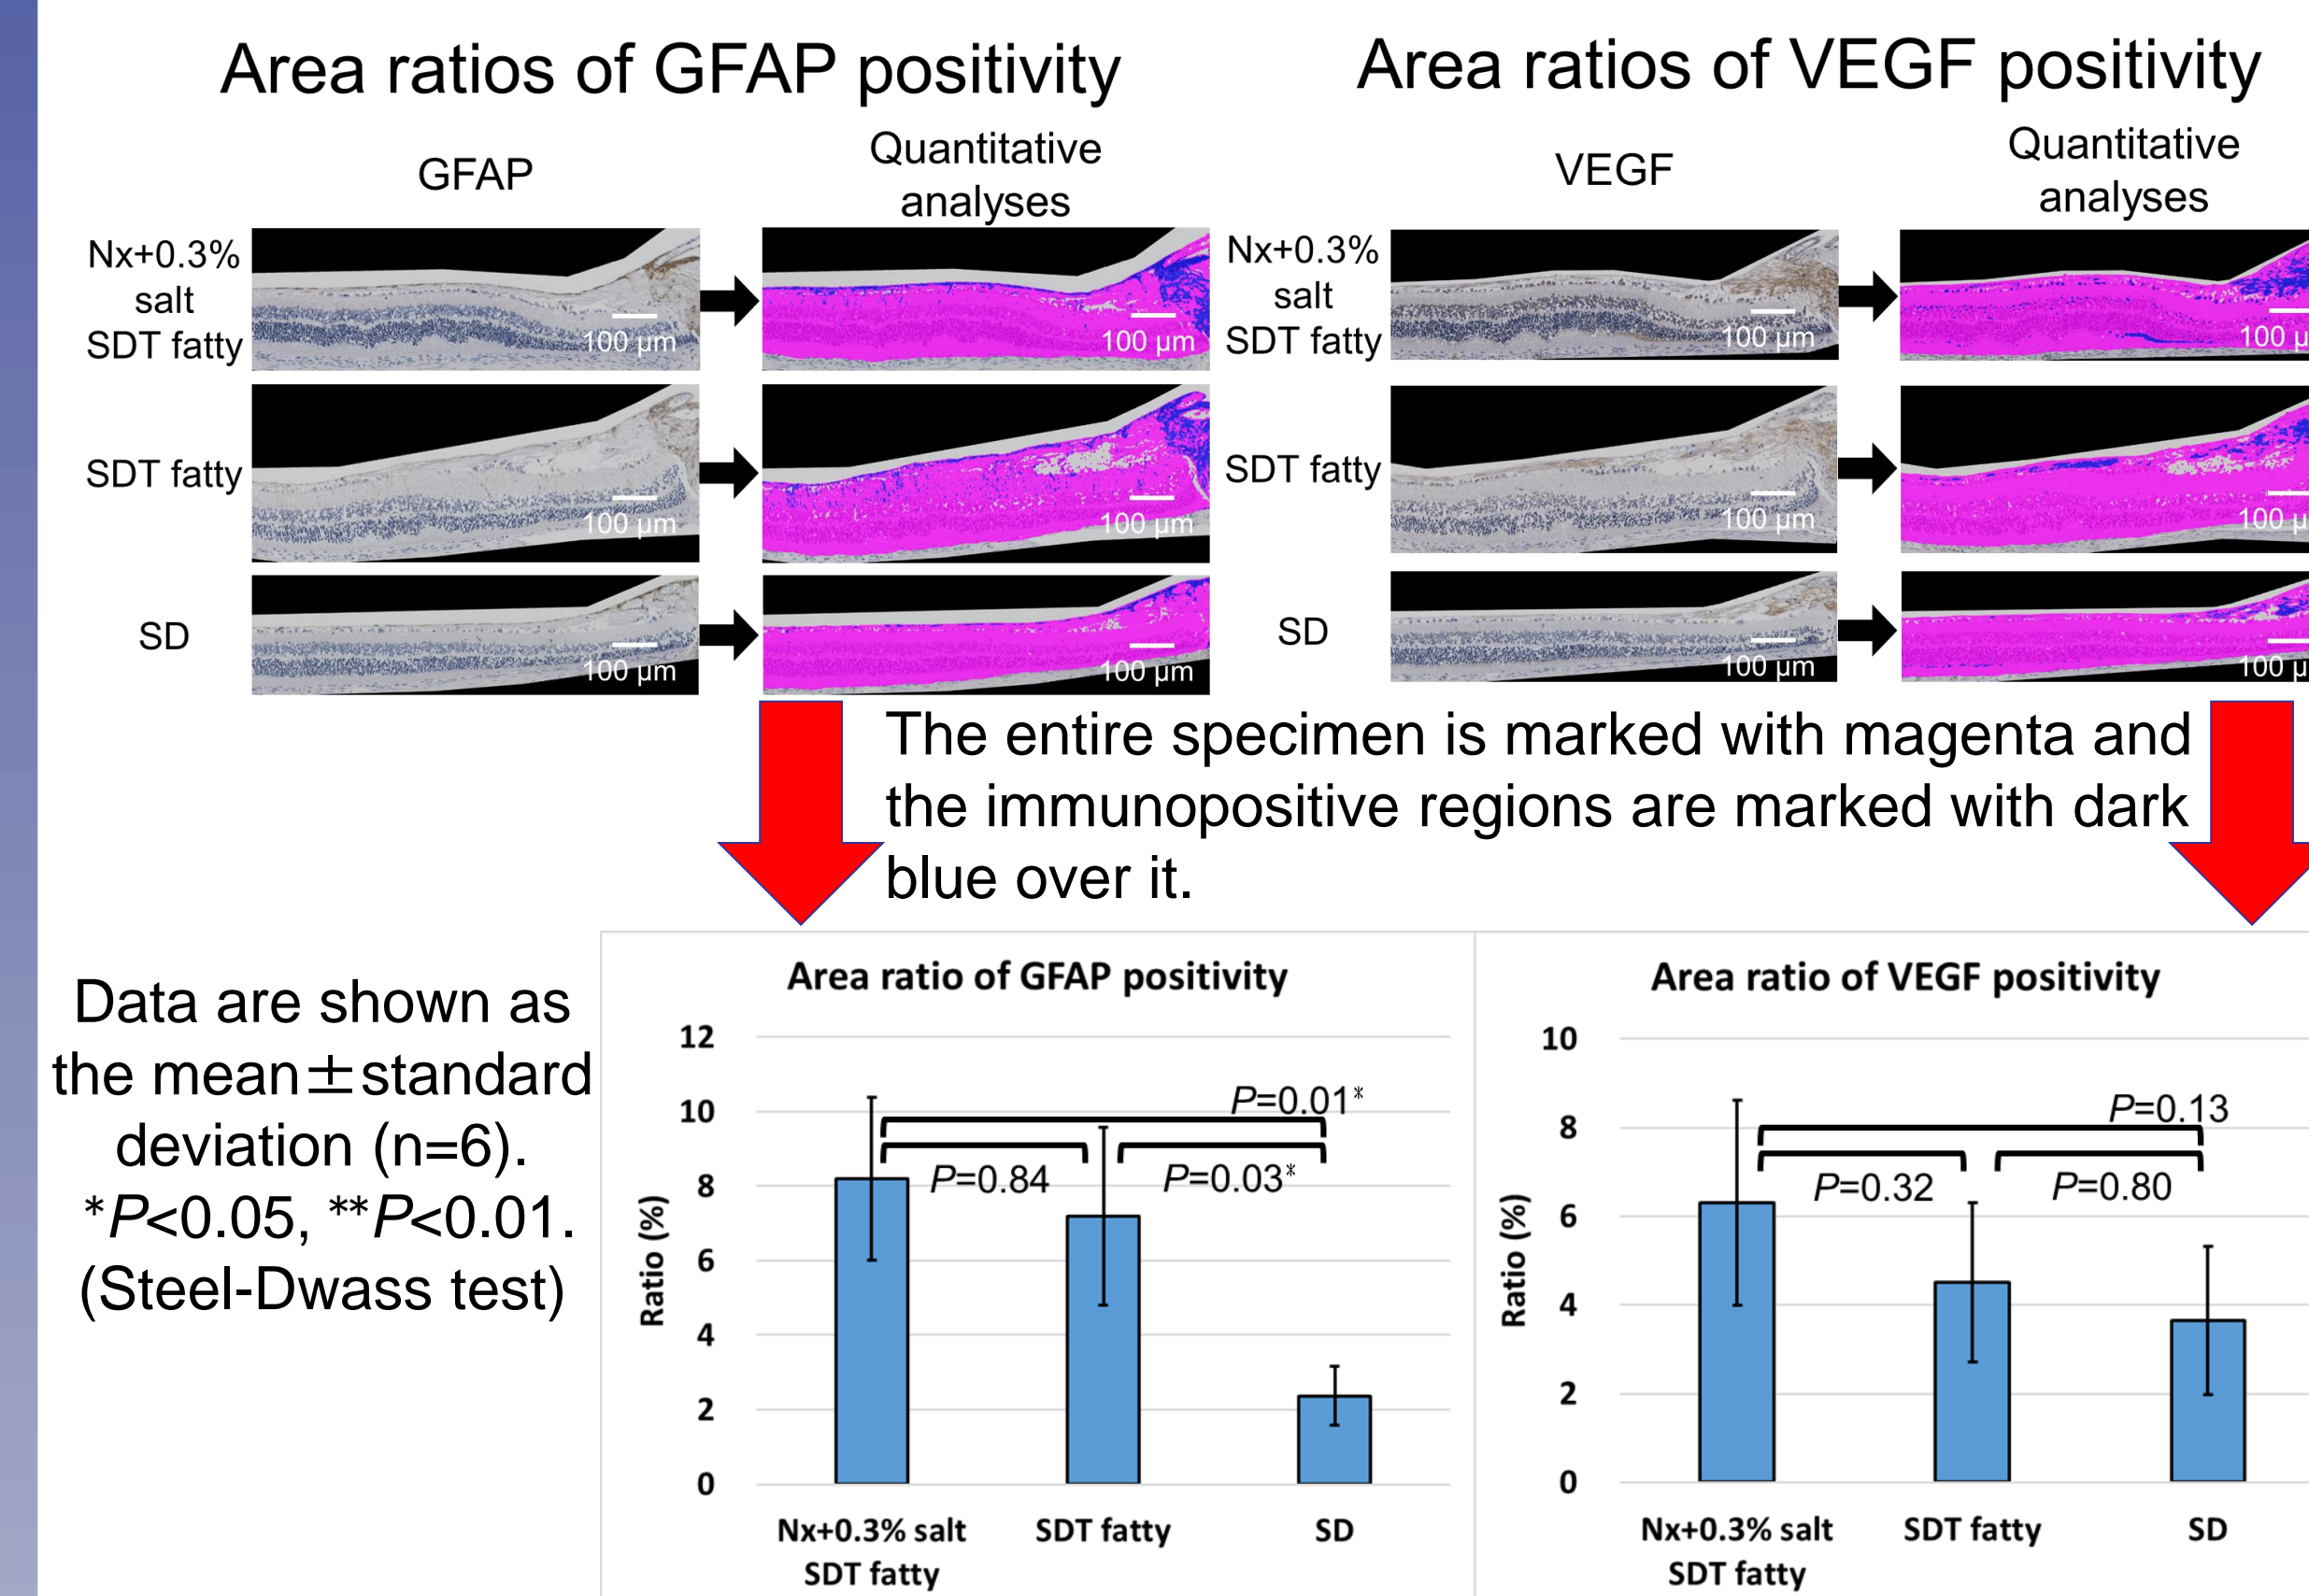 Area ratios of GFAP positivity
GFAP
Quantitative
analyses
Nx+0.3%
salt
SDT fatty
100 µm
100 µm
SDT fatty
100 µm
100 µm
SD
100 µm
100 µm
Area ratios of VEGF positivity
VEGF
Quantitative
analyses
Nx+0.3%
salt
SDT fatty
100 µm
100 µ
SDT fatty
100 µm
100 µ
SD
100 µm
100 µ
The entire specimen is marked with magenta and
the immunopositive regions are marked with dark
blue over it.
Data are shown as
the mean±standard
deviation (n=6).
*P<0.05, **P<0.01.
(Steel-Dwass test)
Area ratio of GFAP positivity
Ratio (%)
12
10
8
6
4
2
0
P=0.01*
P=0.84
P=0.03*
Nx+0.3% salt
SDT fatty
SDT fatty
SD
Area ratio of VEGF positivity
Ratio (%)
10
8
6
4
2
0
P=0.13
P=0.32
P=0.80
Nx+0.3% salt
SDT fatty
SDT fatty
SD